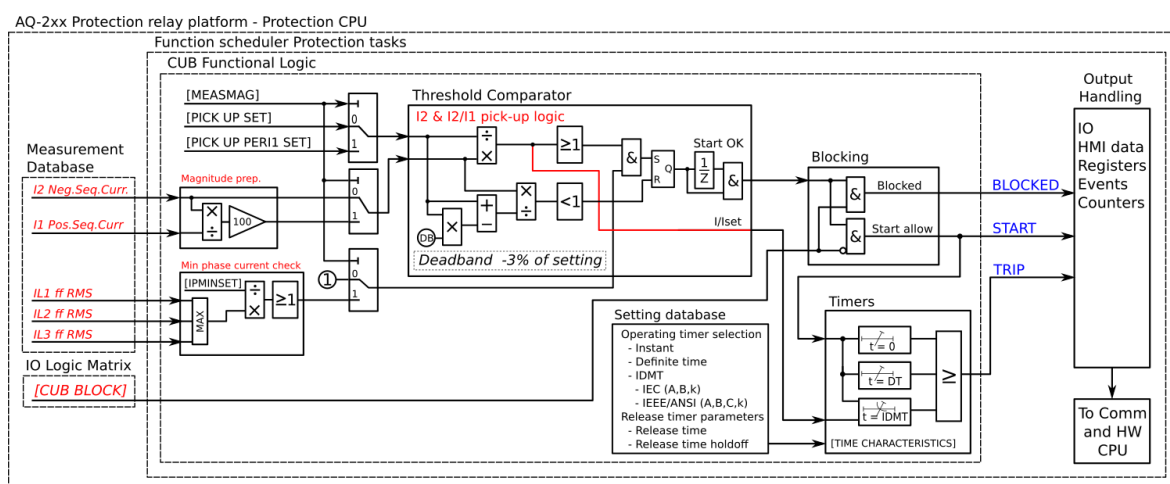 AQ-2xx Protection relay platform - Protection CPU
Function scheduler Protection tasks
CUB Functional Logic
[MEASMAG]
[PICK UP SET]
[PICK UP PERI1 SET]
0
1
Measurement
Database
I2 Neg.Seq.Curr.
I1 Pos.Seq.Curr
Magnitude prep.
×
÷
100
0
1
Min phase current check
[IPMINSET]
÷
×
≥1
MAX
1
0
1
IL1 ff RMS
IL2 ff RMS
IL3 ff RMS
IO Logic Matrix
[CUB BLOCK]
Threshold Comparator
I2 & I2/I1 pick-up logic
÷
×
≥1
&
S
R
Q
Start OK
1
Z
&
DB
×
+
−
×
÷
<1
I/Iset
Deadband -3% of setting
Blocking
&
Blocked
&
Start allow
BLOCKED
START
TRIP
Setting database
Operating timer selection
- Instant
- Definite time
- IDMT
- IEC (A,B,k)
- IEEE/ANSI (A,B,C,k)
Release timer parameters
- Release time
- Release time holdoff
Timers
t = 0
t = DT
t = IDMT
≥1
[TIME CHARACTERISTICS]
Output
Handling
IO
HMI data
Registers
Events
Counters
To Comm
and HW
CPU